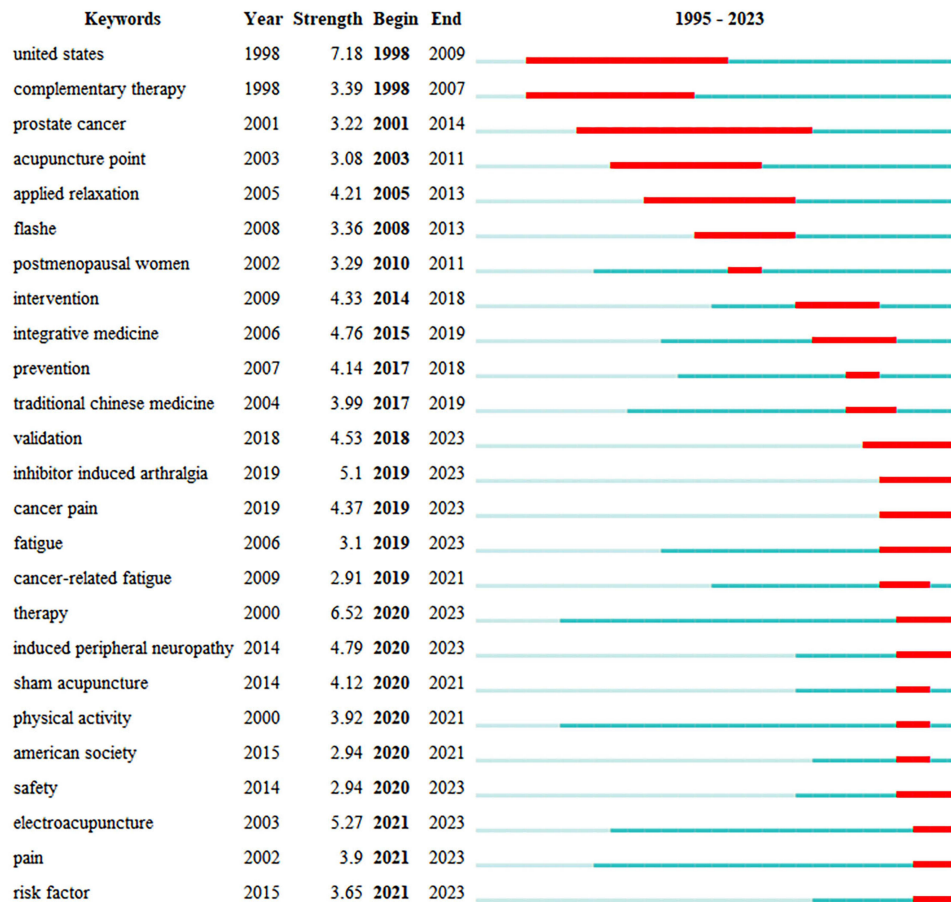 Keywords Year Strength Begin End 1995 - 2023
united states 1998 7.18 1998 2009
complementary therapy 1998 3.39 1998 2007
prostate cancer 2001 3.22 2001 2014
acupuncture point 2003 3.08 2003 2011
applied relaxation 2005 4.21 2005 2013
flashe 2008 3.36 2008 2013
postmenopausal women 2002 3.29 2010 2011
intervention 2009 4.33 2014 2018
integrative medicine 2006 4.76 2015 2019
prevention 2007 4.14 2017 2018
traditional chinese medicine 2004 3.99 2017 2019
validation 2018 4.53 2018 2023
inhibitor induced arthralgia 2019 5.1 2019 2023
cancer pain 2019 4.37 2019 2023
fatigue 2006 3.1 2019 2023
cancer-related fatigue 2009 2.91 2019 2021
therapy 2000 6.52 2020 2023
induced peripheral neuropathy 2014 4.79 2020 2023
sham acupuncture 2014 4.12 2020 2021
physical activity 2000 3.92 2020 2021
american society 2015 2.94 2020 2021
safety 2014 2.94 2020 2023
electroacupuncture 2003 5.27 2021 2023
pain 2002 3.9 2021 2023
risk factor 2015 3.65 2021 2023